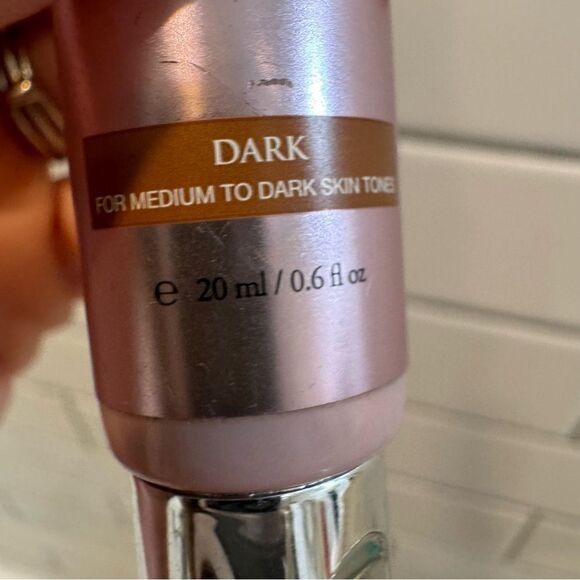 DARK
FOR MEDIUM TO DARK SKIN TONES
℮ 20 ml / 0.6 fl oz